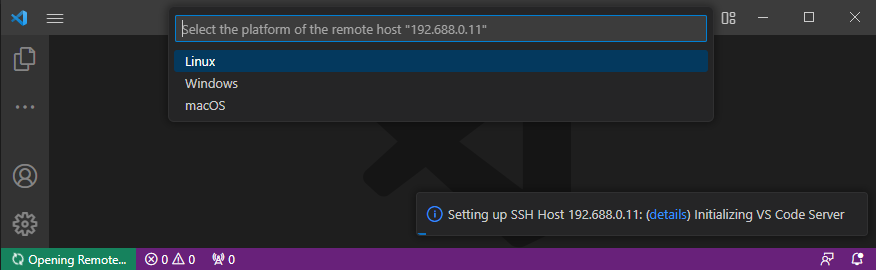 Select the platform of the remote host "192.688.0.11"
Linux
Windows
macOS
Setting up SSH Host 192.688.0.11: (details) Initializing VS Code Server
Opening Remote... 0 0 0